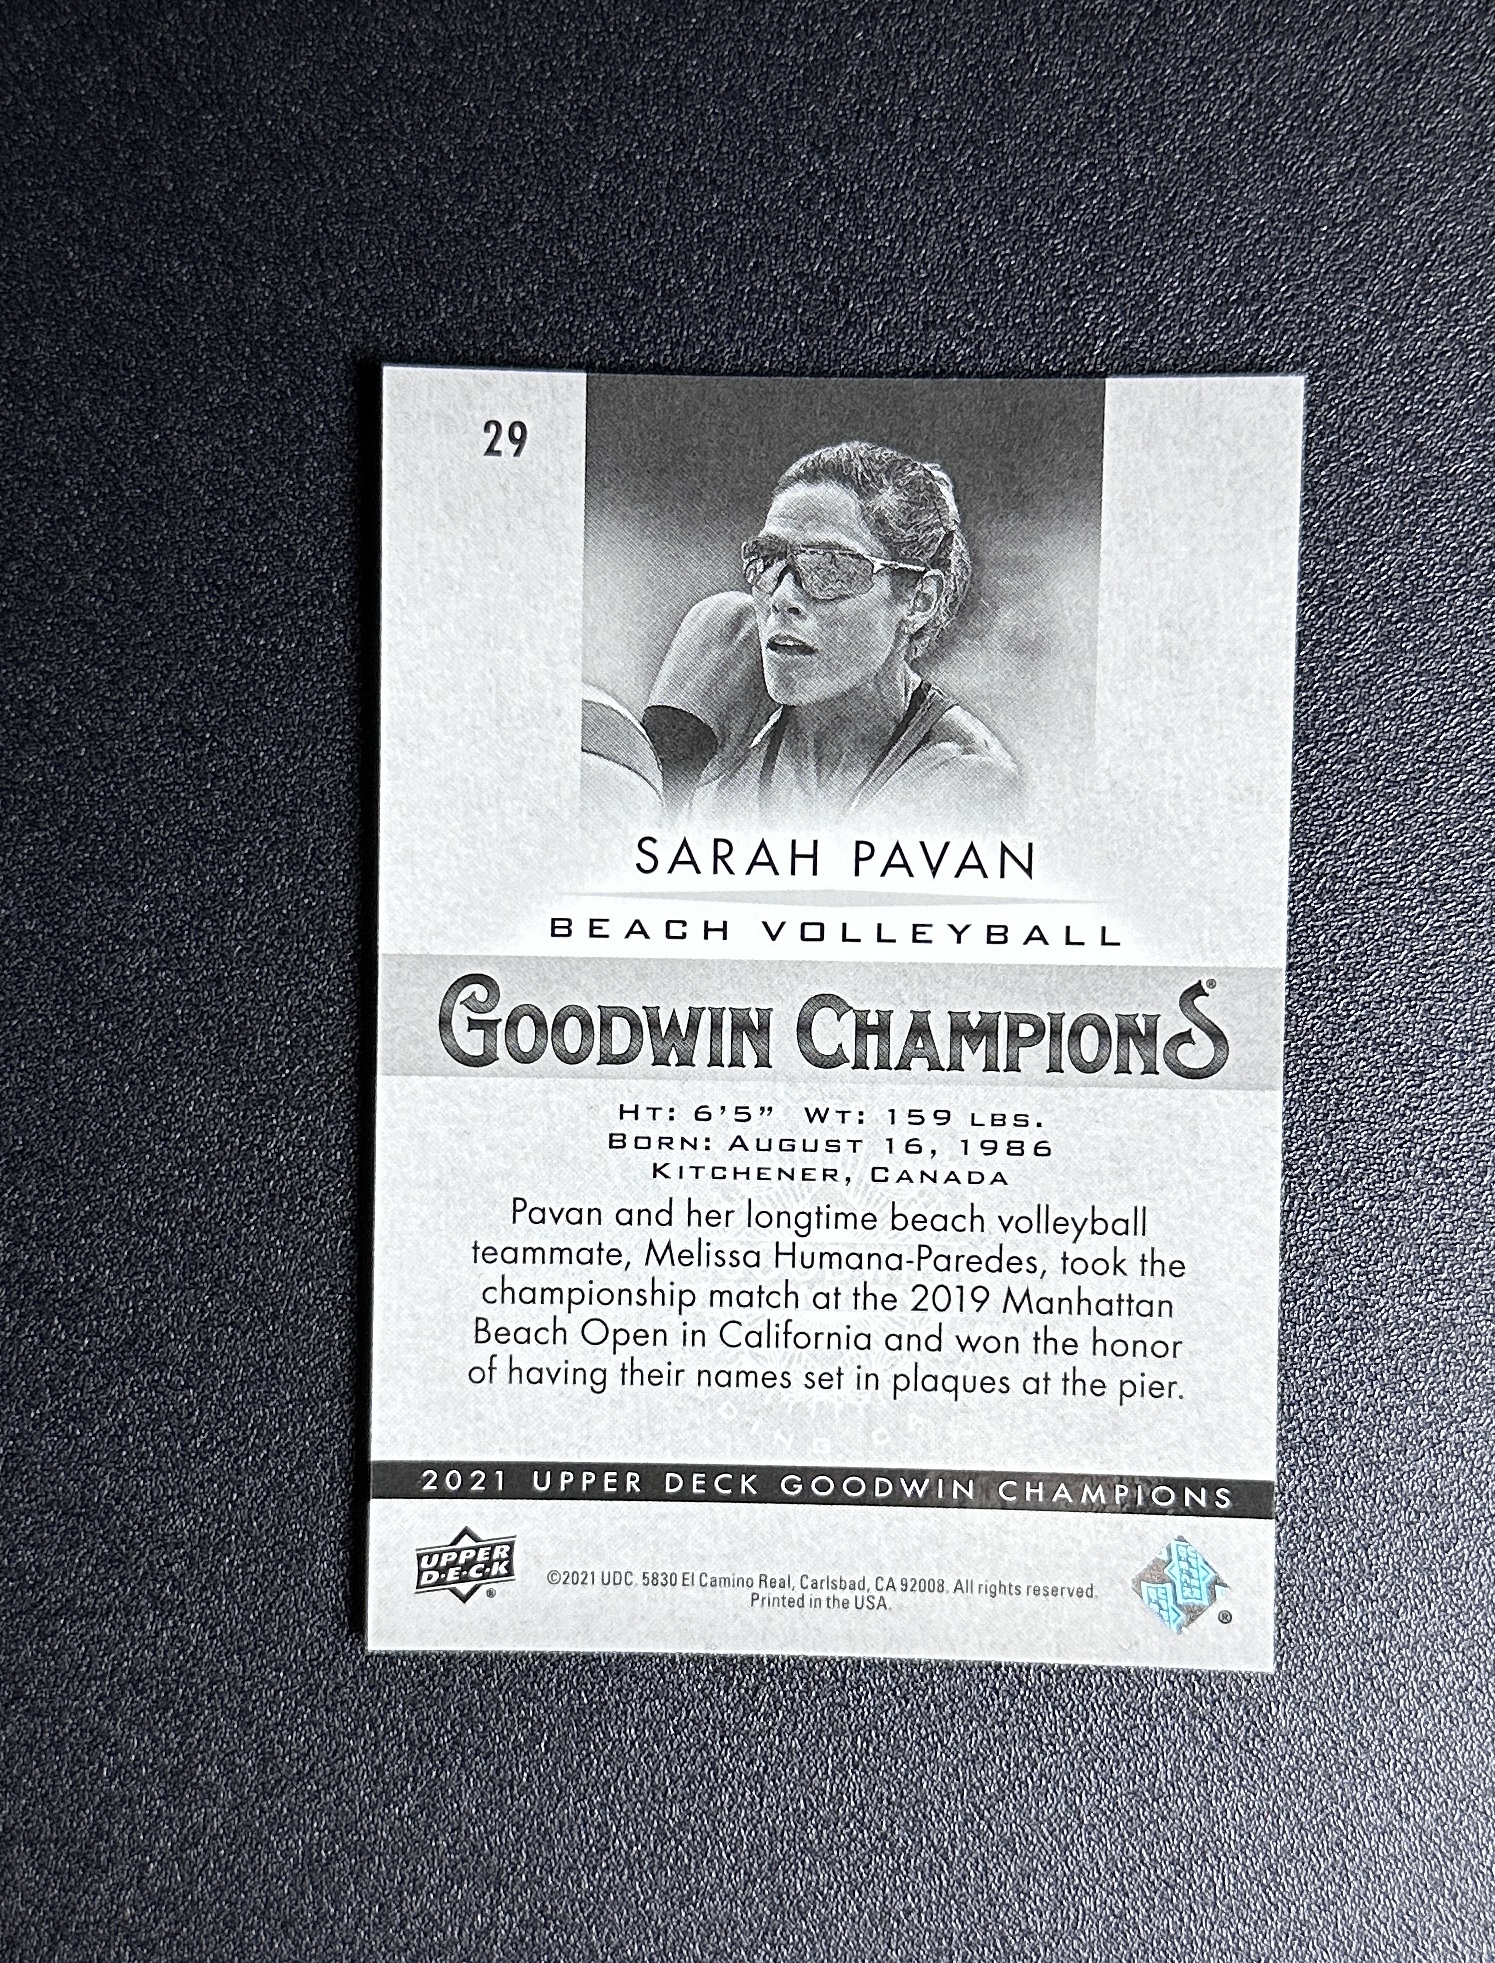 29
SARAH PAVAN
BEACH VOLLEYBALL
GOODWIN CHAMPIONS®
HT: 6'5” WT: 159 LBS.
BORN: AUGUST 16, 1986
KITCHENER, CANADA
Pavan and her longtime beach volleyball
teammate, Melissa Humana-Paredes, took the
championship match at the 2019 Manhattan
Beach Open in California and won the honor
of having their names set in plaques at the pier.
2021 UPPER DECK GOODWIN CHAMPIONS
UPPER
D·E·C·K
®
©2021 UDC. 5830 El Camino Real, Carlsbad, CA 92008. All rights reserved.
Printed in the USA.
®